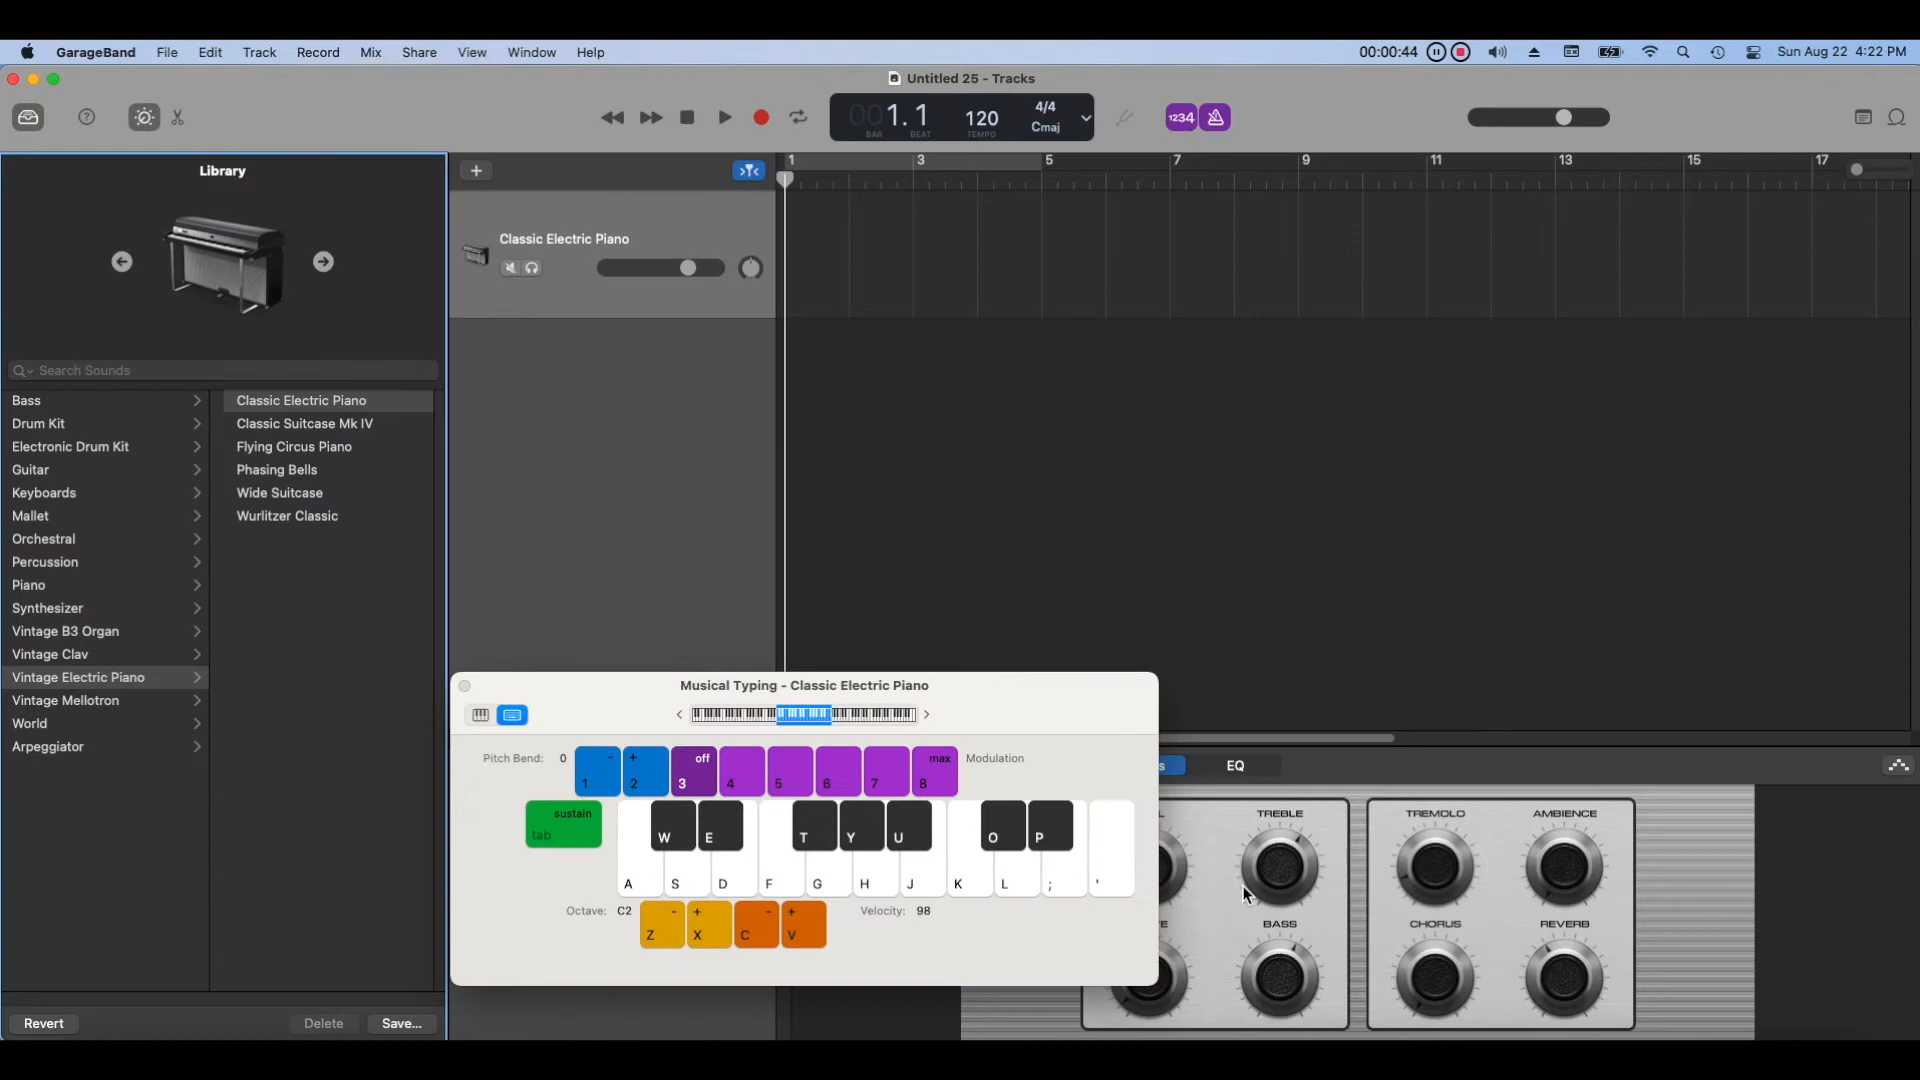 GarageBand File Edit Track Record Mix Share View Window Help 00:00:44 Sun Aug 22 4:22 PM
Untitled 25 - Tracks
001.1 120 4/4
Cmaj
BAR BEAT TEMPO
1234
Library
1 3 5 7 9 11 13 15 17
Classic Electric Piano
Search Sounds
Bass
Drum Kit
Electronic Drum Kit
Guitar
Keyboards
Mallet
Orchestral
Percussion
Piano
Synthesizer
Vintage B3 Organ
Vintage Clav
Vintage Electric Piano
Vintage Mellotron
World
Arpeggiator
Classic Electric Piano
Classic Suitcase Mk IV
Flying Circus Piano
Phasing Bells
Wide Suitcase
Wurlitzer Classic
Musical Typing - Classic Electric Piano
Pitch Bend: 0 - + off max Modulation
1 2 3 4 5 6 7 8
sustain
tab
W E T Y U O P
A S D F G H J K L ; '
Octave: C2 - + - + Velocity: 98
Z X C V
s EQ
L TREBLE TREMOLO AMBIENCE
E BASS CHORUS REVERB
Revert Delete Save...